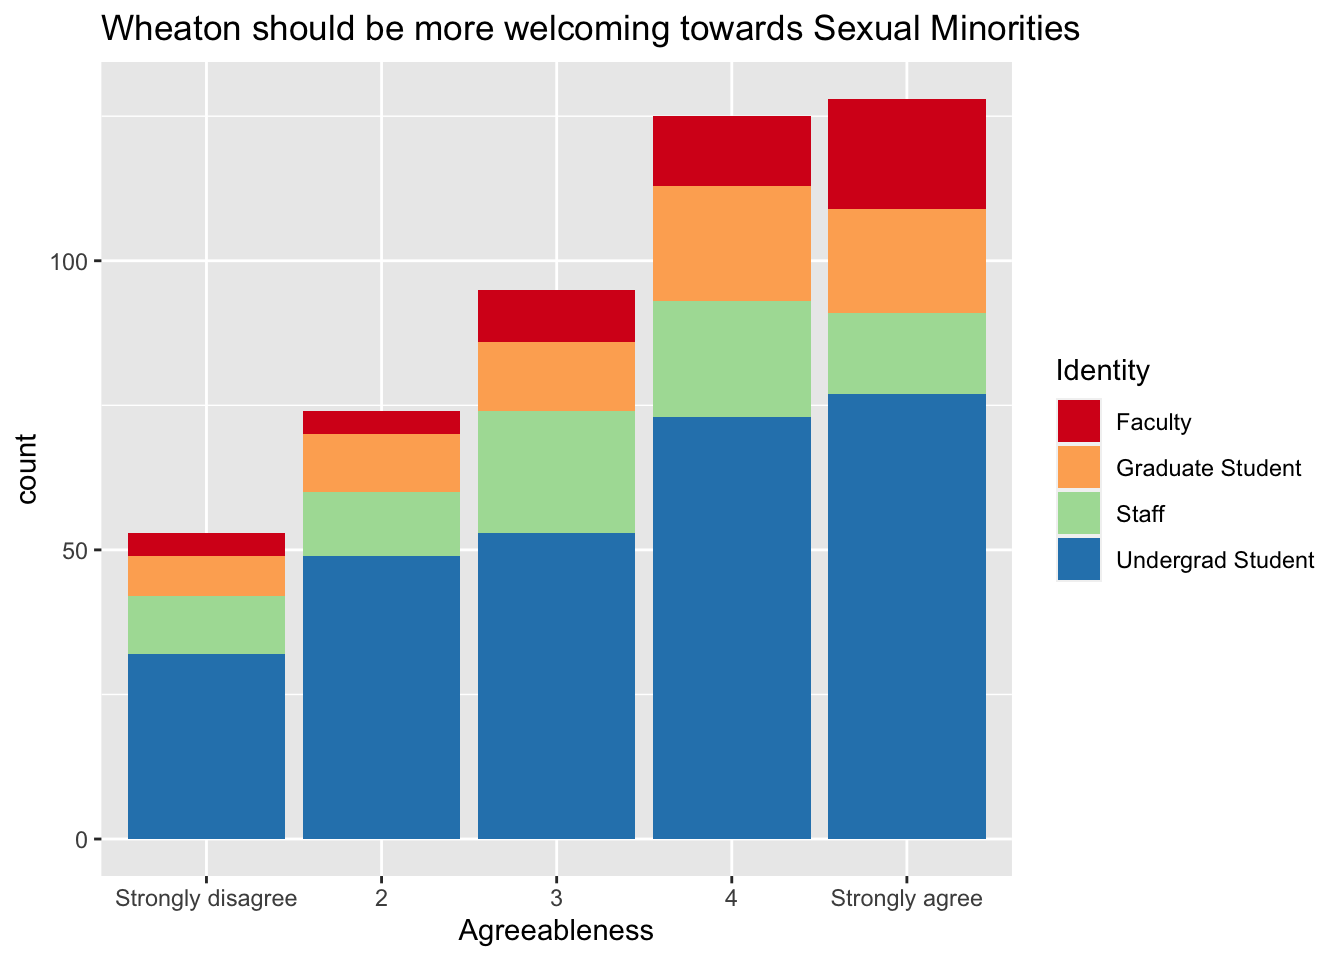 Wheaton should be more welcoming towards Sexual Minorities
count
100
50
0
Strongly disagree
2
3
4
Strongly agree
Agreeableness
Identity
Faculty
Graduate Student
Staff
Undergrad Student